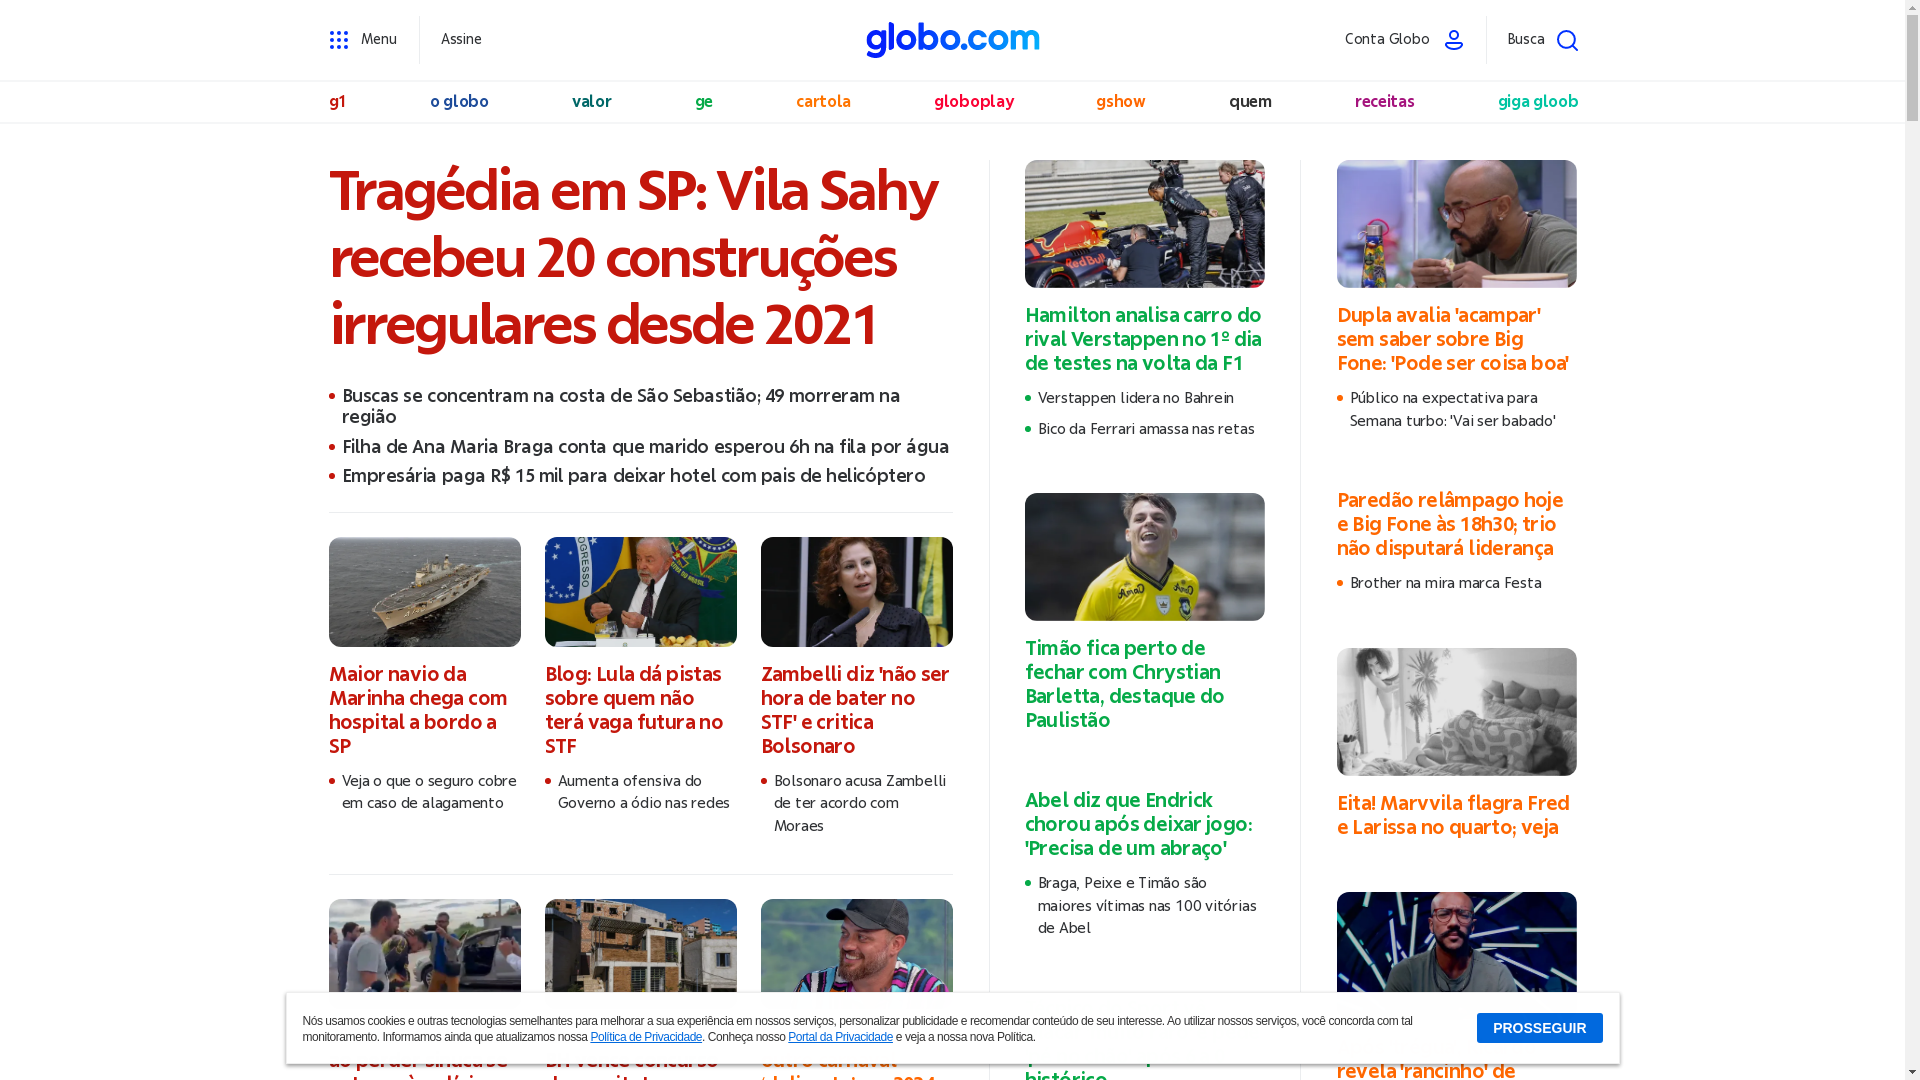 Menu
Assine
globo.com
Conta Globo
Busca
g1
o globo
valor
ge
cartola
globoplay
gshow
quem
receitas
giga gloob
Tragédia em SP: Vila Sahy
recebeu 20 construções
irregulares desde 2021
Buscas se concentram na costa de São Sebastião; 49 morreram na
região
Filha de Ana Maria Braga conta que marido esperou 6h na fila por água
Empresária paga R$ 15 mil para deixar hotel com pais de helicóptero
Maior navio da
Marinha chega com
hospital a bordo a
SP
Veja o que o seguro cobre
em caso de alagamento
Blog: Lula dá pistas
sobre quem não
terá vaga futura no
STF
Aumenta ofensiva do
Governo a ódio nas redes
Zambelli diz 'não ser
hora de bater no
STF' e critica
Bolsonaro
Bolsonaro acusa Zambelli
de ter acordo com
Moraes
Hamilton analisa carro do
rival Verstappen no 1º dia
de testes na volta da F1
Verstappen lidera no Bahrein
Bico da Ferrari amassa nas retas
Timão fica perto de
fechar com Chrystian
Barletta, destaque do
Paulistão
Abel diz que Endrick
chorou após deixar jogo:
'Precisa de um abraço'
Braga, Peixe e Timão são
maiores vítimas nas 100 vitórias
de Abel
Dupla avalia 'acampar'
sem saber sobre Big
Fone: 'Pode ser coisa boa'
Público na expectativa para
Semana turbo: 'Vai ser babado'
Paredão relâmpago hoje
e Big Fone às 18h30; trio
não disputará liderança
Brother na mira marca Festa
Eita! Marvvila flagra Fred
e Larissa no quarto; veja
revela 'rancinho' de
Nós usamos cookies e outras tecnologias semelhantes para melhorar a sua experiência em nossos serviços, personalizar publicidade e recomendar conteúdo de seu interesse. Ao utilizar nossos serviços, você concorda com tal
monitoramento. Informamos ainda que atualizamos nossa Política de Privacidade. Conheça nosso Portal da Privacidade e veja a nossa nova Política.
PROSSEGUIR